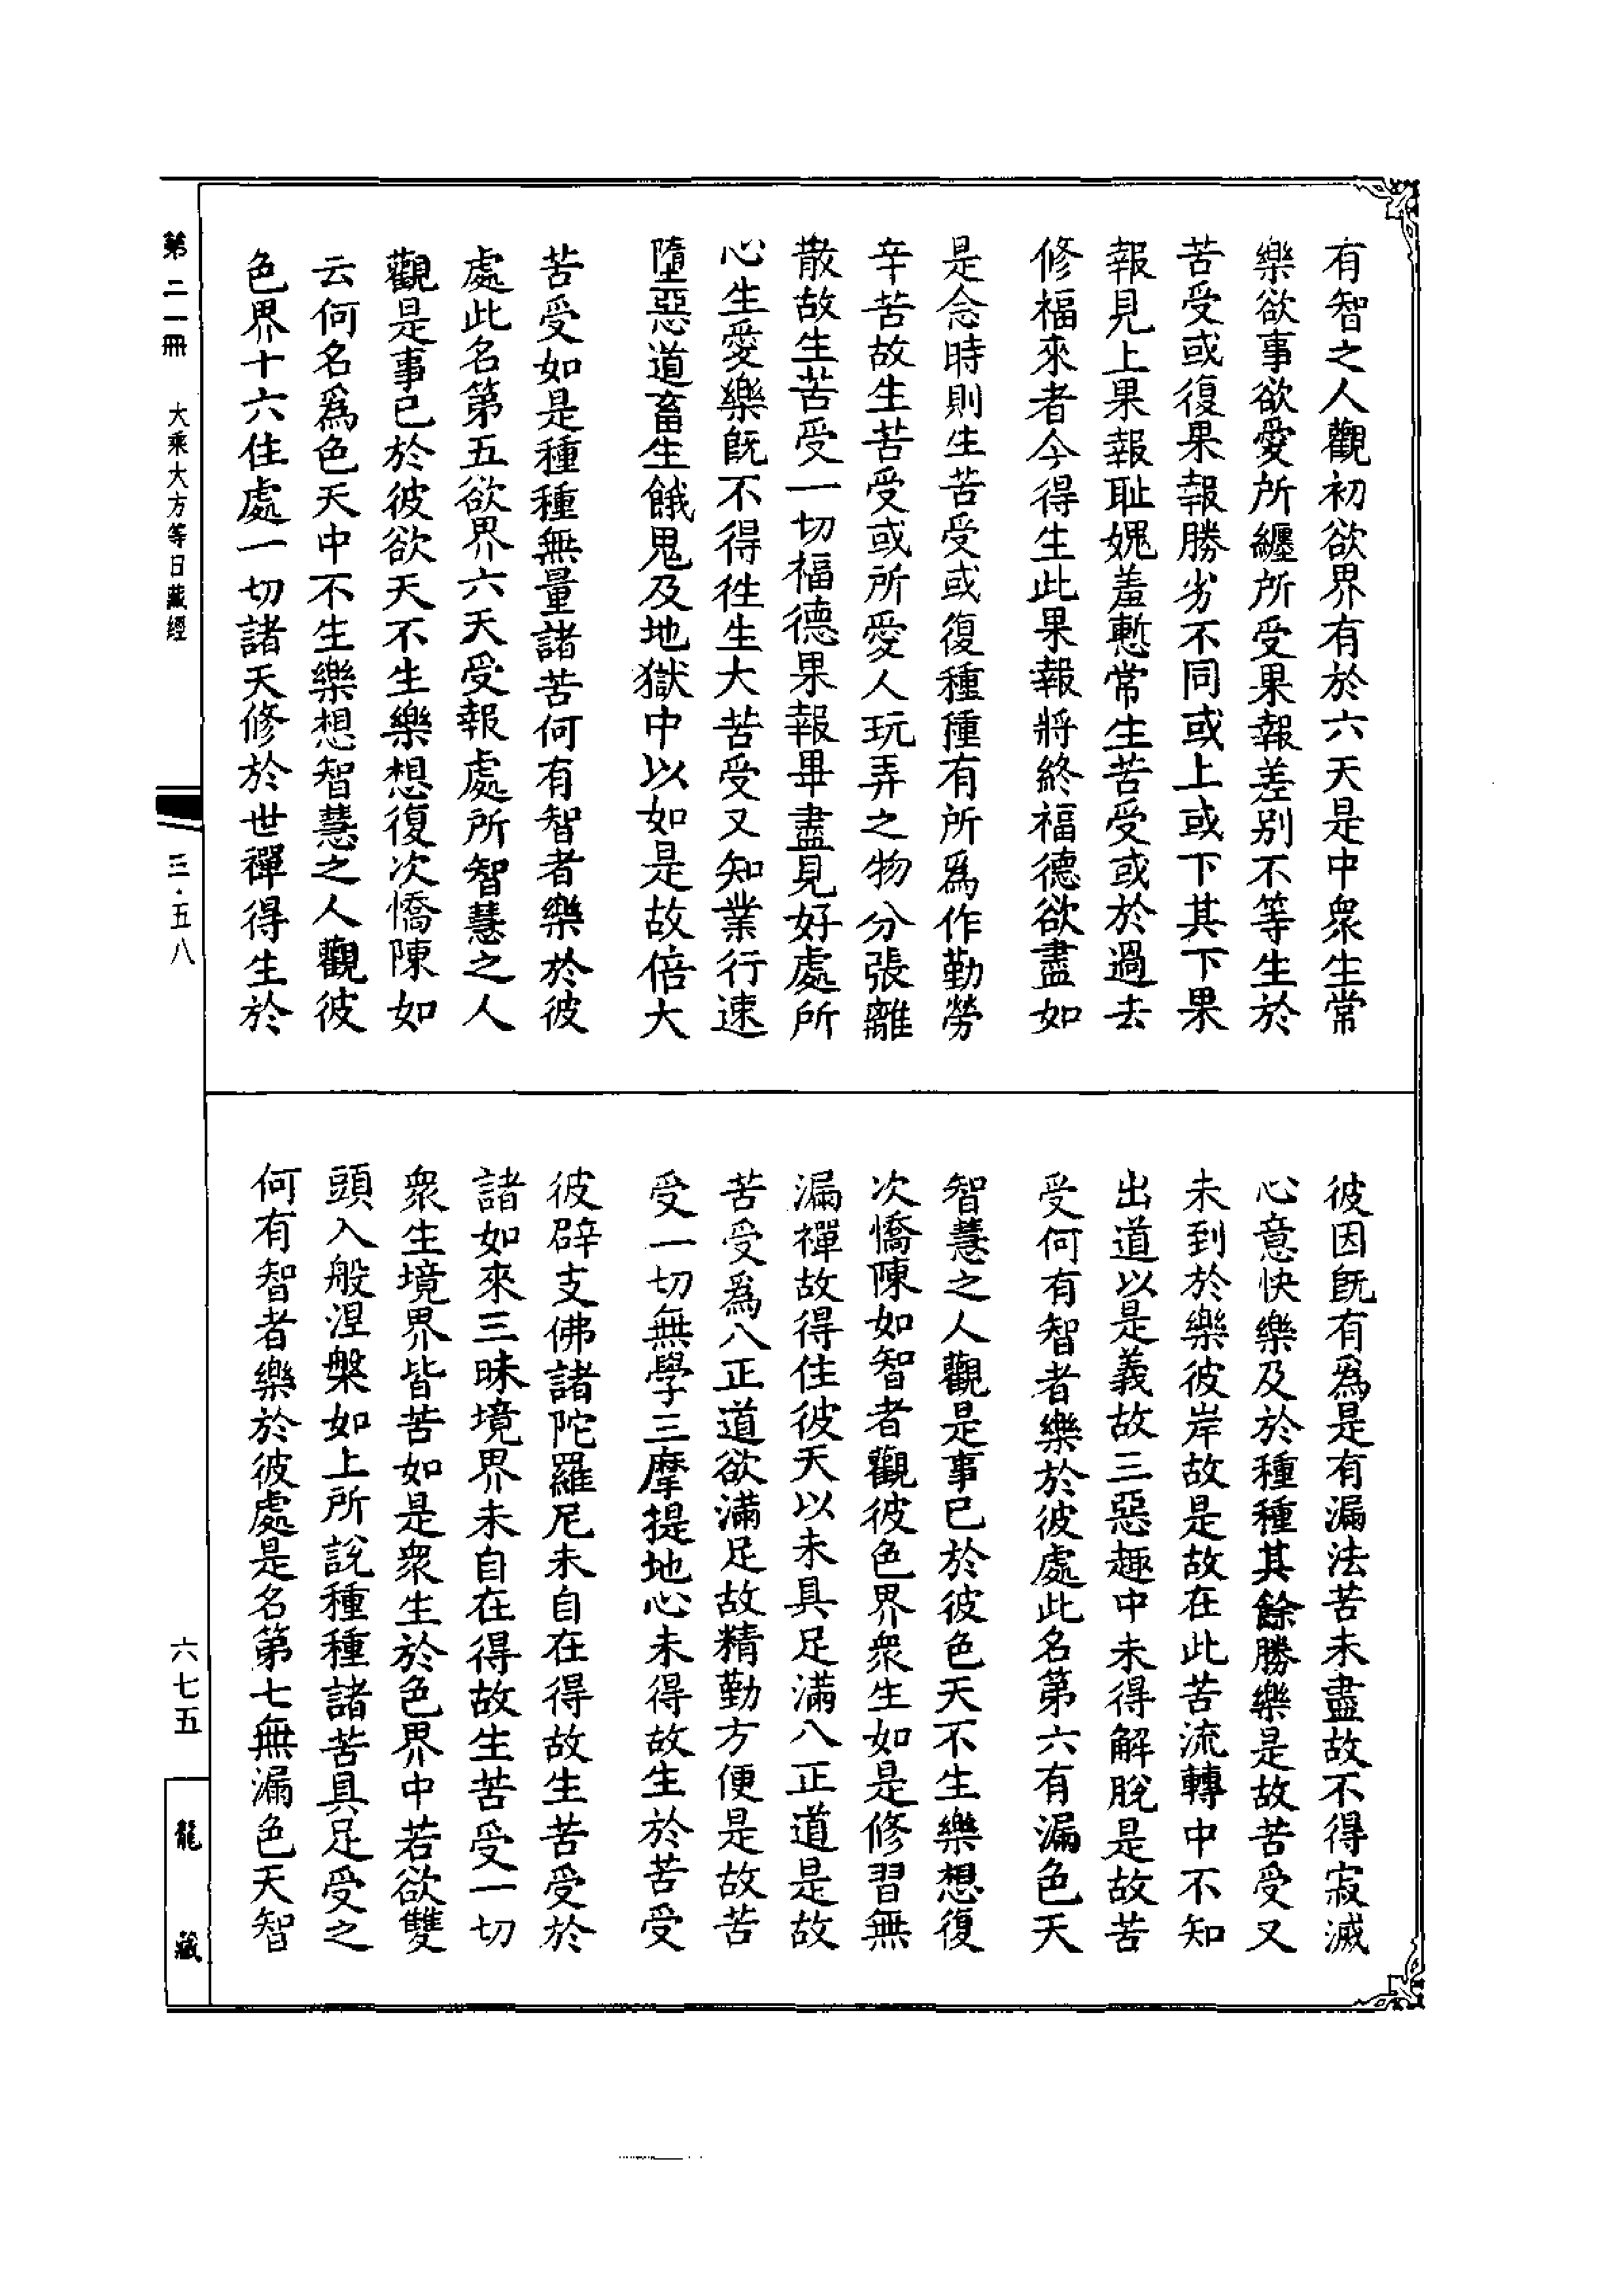 有智之人觀初欲界有於六天是中衆生常
樂欲事欲愛所纏所受果報差别不等生於
苦受或復果報勝劣不同或上或下其下果
報見上果報耻媿羞慙常生苦受或於過去
修福來者今得生此果報將終福德欲盡如
是念時則生苦受或復種種有所爲作勤勞
辛苦故生苦受或所愛人玩弄之物分張離
散故生苦受一切福德果報畢盡見好處所
心生愛樂旣不得徃生大苦受又知業行速
墮惡道畜生餓鬼及地獄中以如是故倍大
苦受如是種種無量諸苦何有智者樂於彼
處此名第五欲界六天受報處所智慧之人
觀是事已於彼欲天不生樂想復次憍陳如
云何名爲色天中不生樂想智慧之人觀彼
色界十六住處一切諸天修於世禪得生於
彼因旣有爲是有漏法苦未盡故不得寂滅
心意快樂及於種種其餘勝樂是故苦受又
未到於樂彼岸故是故在此苦流轉中不知
出道以是義故三惡趣中未得解脫是故苦
受何有智者樂於彼處此名第六有漏色天
智慧之人觀是事已於彼色天不生樂想復
次憍陳如智者觀彼色界衆生如是修習無
漏禪故得住彼天以未具足滿八正道是故
苦受爲八正道欲滿足故精勤方便是故苦
受一切無學三摩提地心未得故生於苦受
彼辟支佛諸陀羅尼未自在得故生苦受於
諸如來三昧境界未自在得故生苦受一切
衆生境界皆苦如是衆生於色界中若欲雙
頭入般涅槃如上所說種種諸苦具足受之
何有智者樂於彼處是名第七無漏色天智
第二一冊 大乘大方等日藏經 三·五八 六七五 龍藏